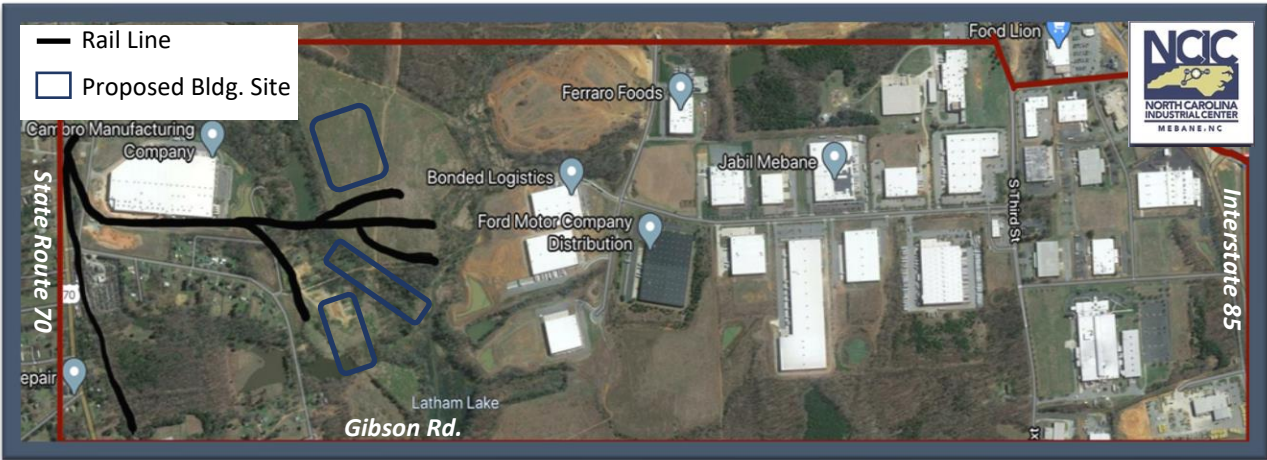 Rail Line
Proposed Bldg. Site
Food Lion
NCIC
NORTH CAROLINA
INDUSTRIAL CENTER
MEBANE, NC
Ferraro Foods
Cambro Manufacturing
Company
Jabil Mebane
Bonded Logistics
Ford Motor Company
Distribution
S Third St
State Route 70
Interstate 85
70
epair
Latham Lake
Gibson Rd.